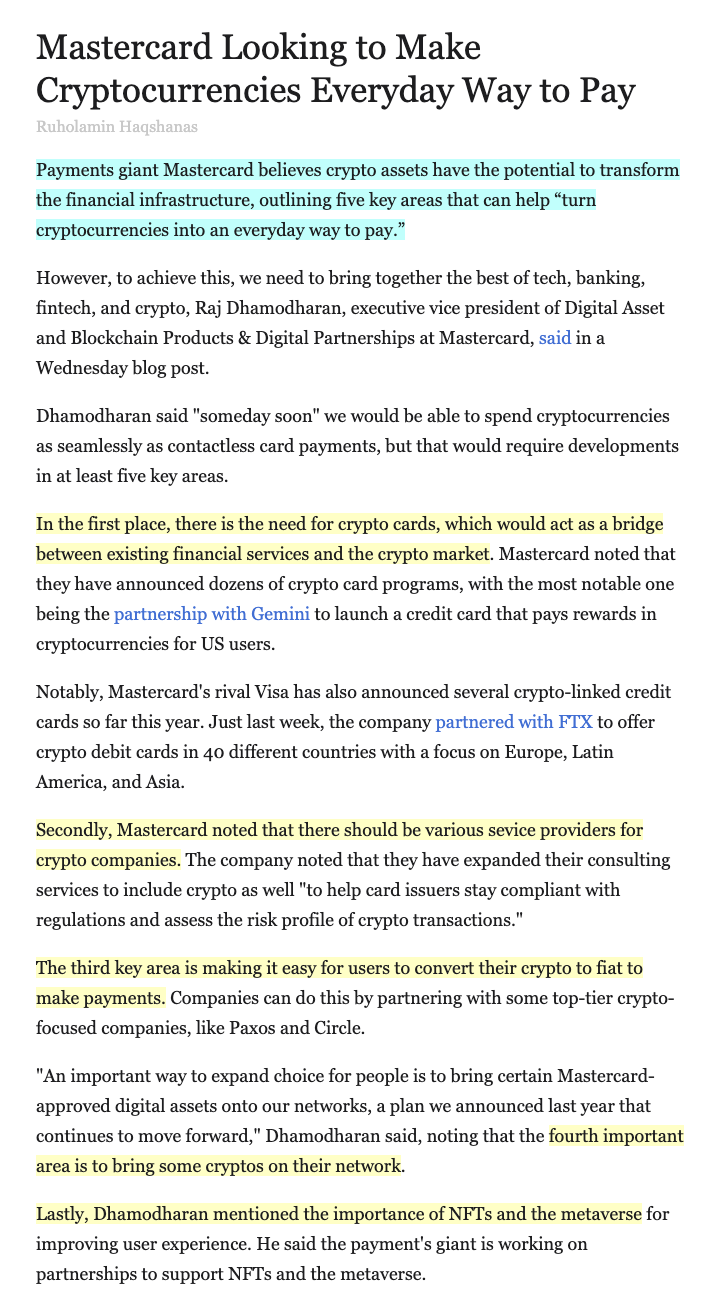 Mastercard Looking to Make
Cryptocurrencies Everyday Way to Pay
Ruholamin Haqshanas
Payments giant Mastercard believes crypto assets have the potential to transform
the financial infrastructure, outlining five key areas that can help “turn
cryptocurrencies into an everyday way to pay.”
However, to achieve this, we need to bring together the best of tech, banking,
fintech, and crypto, Raj Dhamodharan, executive vice president of Digital Asset
and Blockchain Products & Digital Partnerships at Mastercard, said in a
Wednesday blog post.
Dhamodharan said "someday soon" we would be able to spend cryptocurrencies
as seamlessly as contactless card payments, but that would require developments
in at least five key areas.
In the first place, there is the need for crypto cards, which would act as a bridge
between existing financial services and the crypto market. Mastercard noted that
they have announced dozens of crypto card programs, with the most notable one
being the partnership with Gemini to launch a credit card that pays rewards in
cryptocurrencies for US users.
Notably, Mastercard's rival Visa has also announced several crypto-linked credit
cards so far this year. Just last week, the company partnered with FTX to offer
crypto debit cards in 40 different countries with a focus on Europe, Latin
America, and Asia.
Secondly, Mastercard noted that there should be various sevice providers for
crypto companies. The company noted that they have expanded their consulting
services to include crypto as well "to help card issuers stay compliant with
regulations and assess the risk profile of crypto transactions."
The third key area is making it easy for users to convert their crypto to fiat to
make payments. Companies can do this by partnering with some top-tier crypto-
focused companies, like Paxos and Circle.
"An important way to expand choice for people is to bring certain Mastercard-
approved digital assets onto our networks, a plan we announced last year that
continues to move forward," Dhamodharan said, noting that the fourth important
area is to bring some cryptos on their network.
Lastly, Dhamodharan mentioned the importance of NFTs and the metaverse for
improving user experience. He said the payment's giant is working on
partnerships to support NFTs and the metaverse.